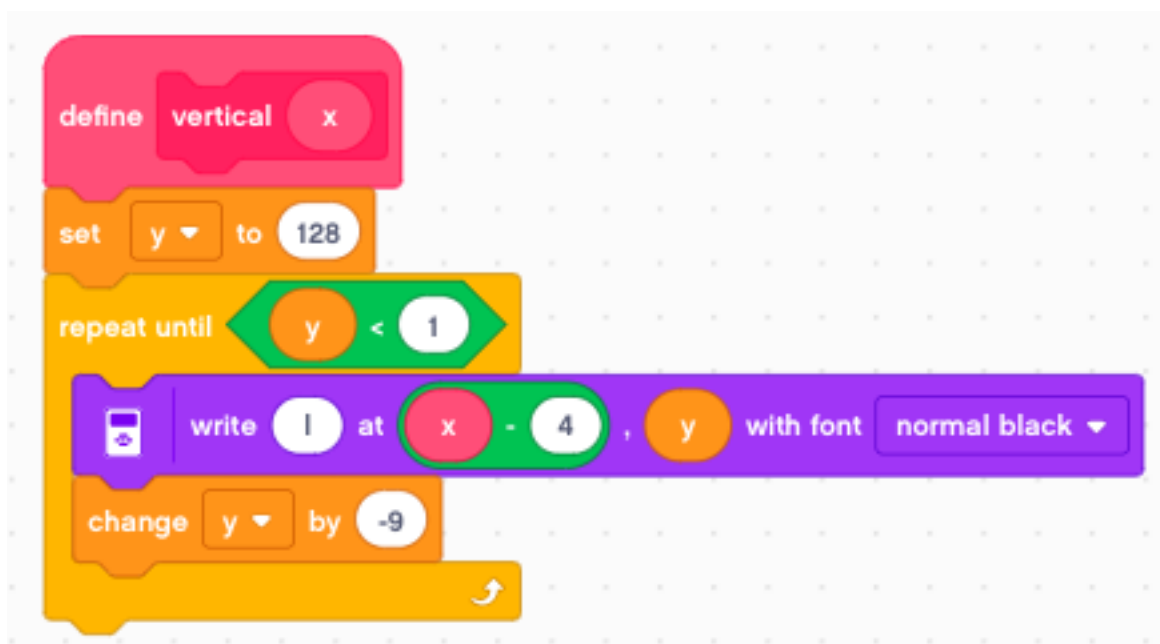 define vertical x
set y to 128
repeat until y < 1
write l at x - 4 , y with font normal black
change y by -9